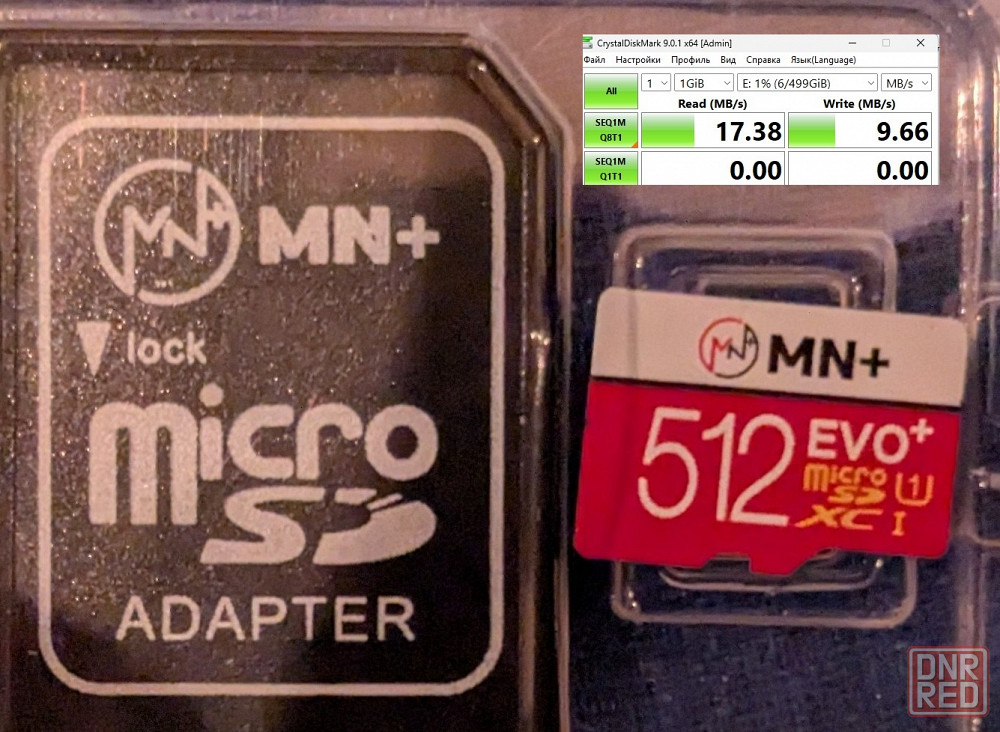 MN+
MN+
lock
micro
SD
ADAPTER
CrystalDiskMark 9.0.1 x64 [Admin]
Файл Настройки Профиль Вид Справка Язык(Language)
All 1 1GiB E: 1% (6/499GiB) MB/s
Read (MB/s) Write (MB/s)
SEQ1M
Q8T1 17.38 9.66
SEQ1M
Q1T1 0.00 0.00
MN+ MN+
512 EVO+
micro
SD U1
XC I
DNR
RED